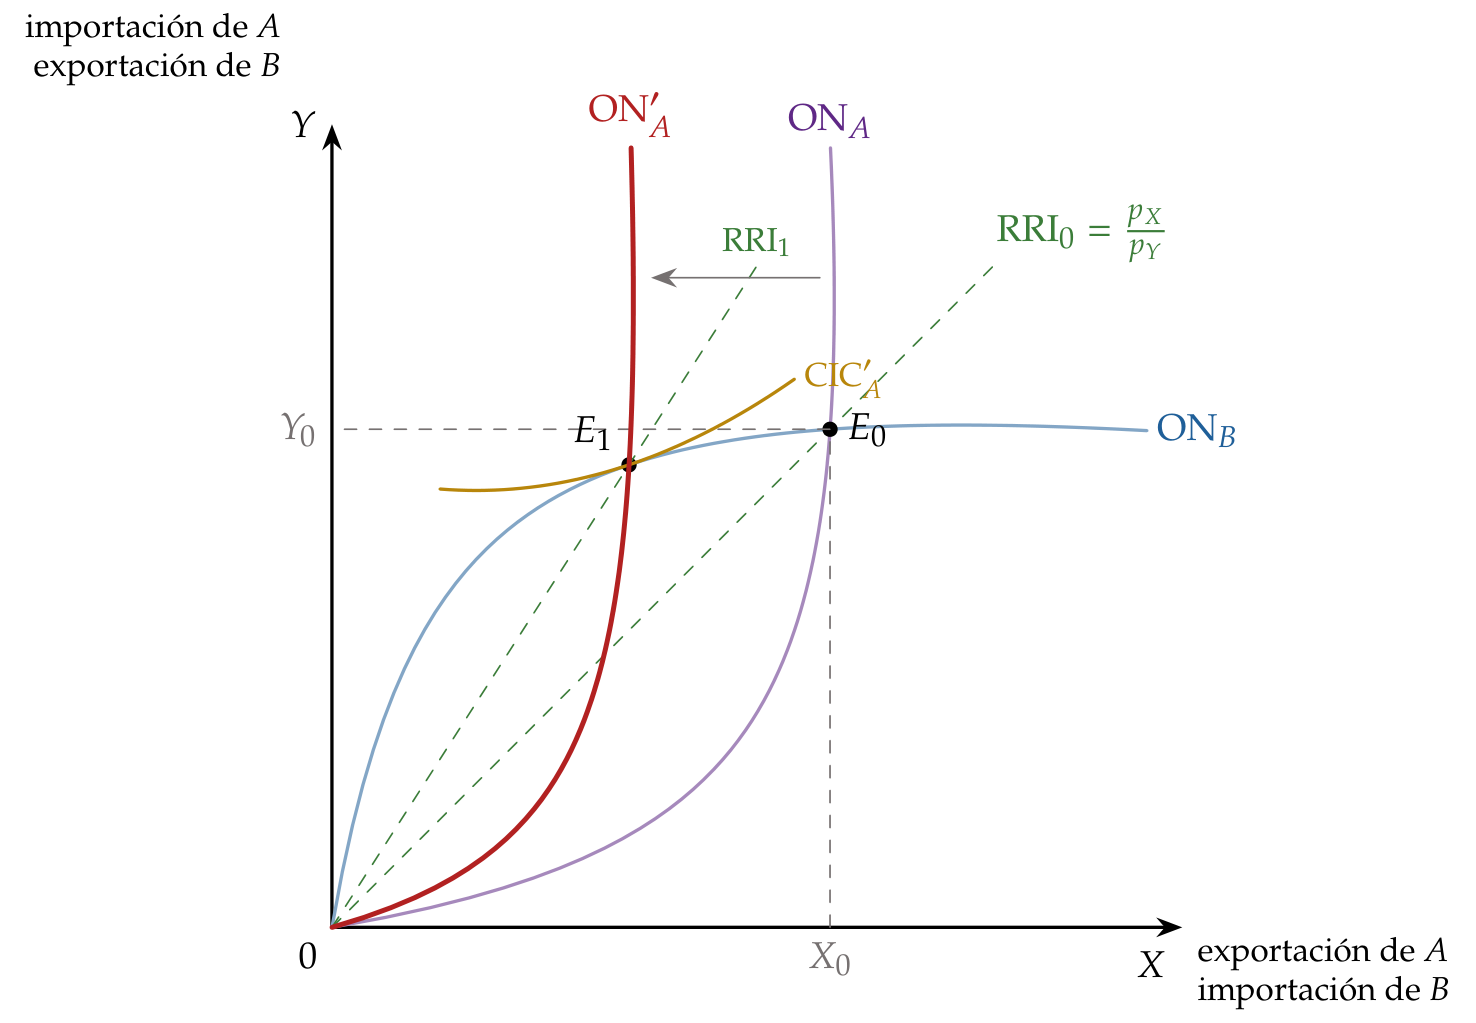 importación de A
exportación de B
Y
ON′A
ONA
RRI1
RRI0 = pX/pY
CIC′A
Y0
E1
E0
ONB
0
X0
X
exportación de A
importación de B